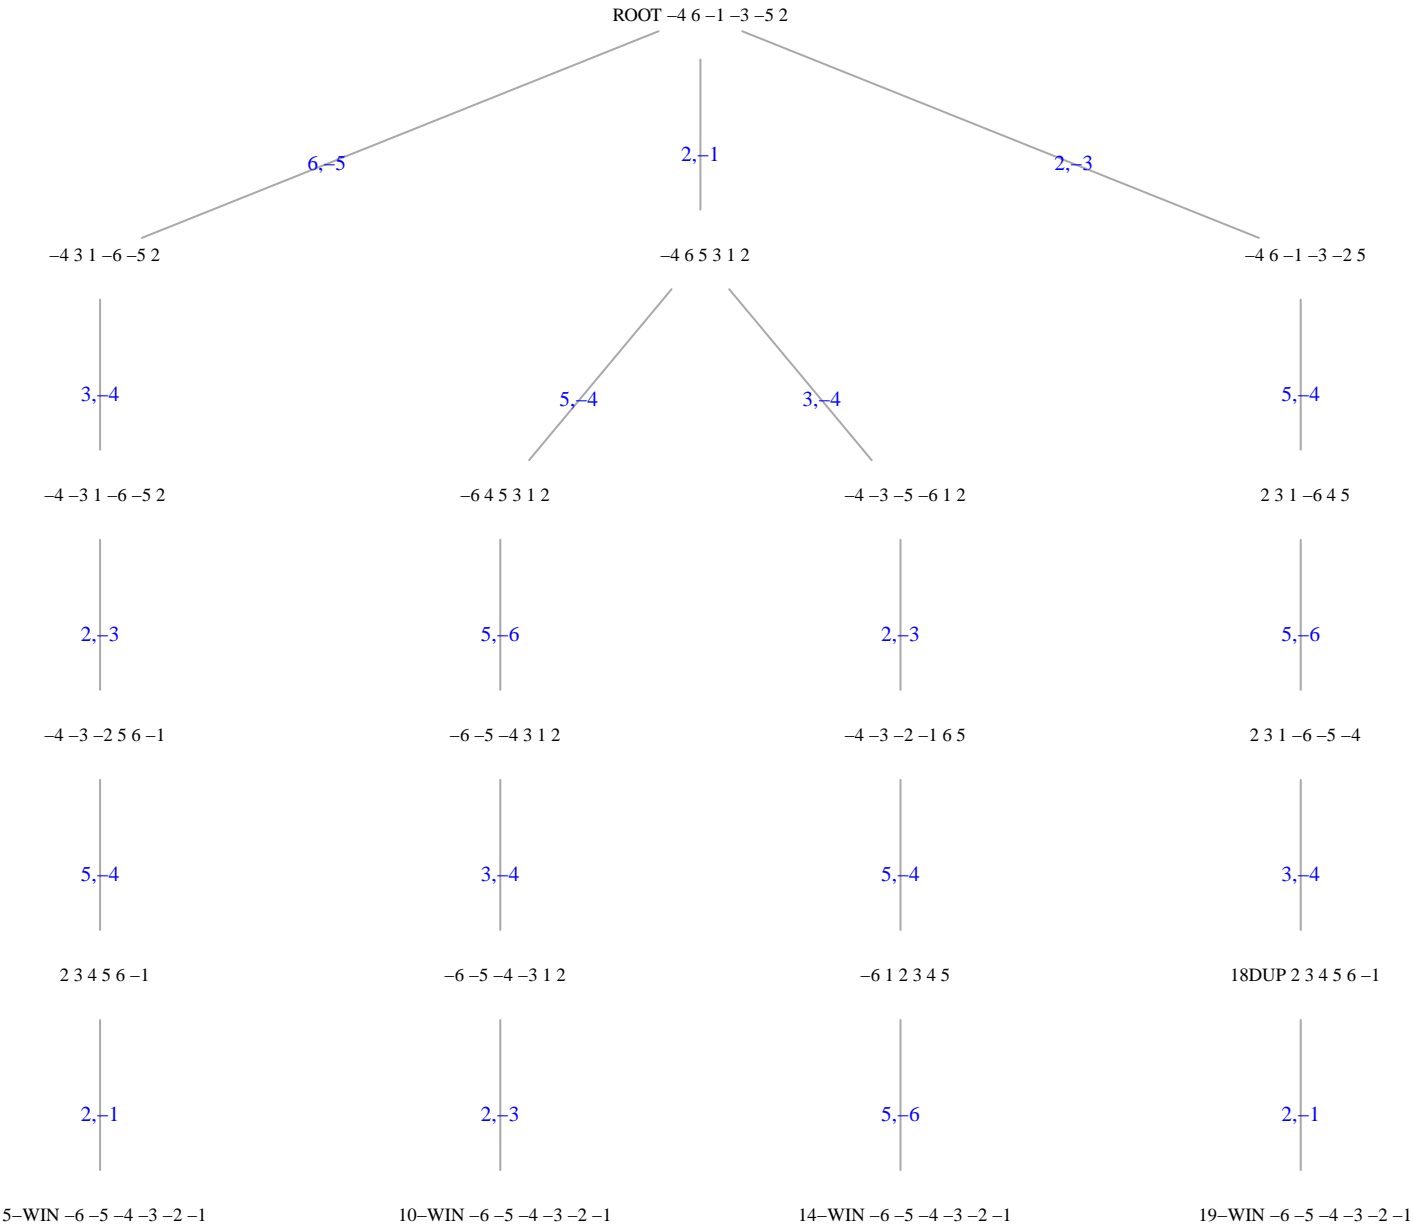 ROOT –4 6 –1 –3 –5 2
6,–5
2,–1
2,–3
–4 3 1 –6 –5 2
–4 6 5 3 1 2
–4 6 –1 –3 –2 5
3,–4
5,–4
3,–4
5,–4
–4 –3 1 –6 –5 2
–6 4 5 3 1 2
–4 –3 –5 –6 1 2
2 3 1 –6 4 5
2,–3
5,–6
2,–3
5,–6
–4 –3 –2 5 6 –1
–6 –5 –4 3 1 2
–4 –3 –2 –1 6 5
2 3 1 –6 –5 –4
5,–4
3,–4
5,–4
3,–4
2 3 4 5 6 –1
–6 –5 –4 –3 1 2
–6 1 2 3 4 5
18DUP 2 3 4 5 6 –1
2,–1
2,–3
5,–6
2,–1
5–WIN –6 –5 –4 –3 –2 –1
10–WIN –6 –5 –4 –3 –2 –1
14–WIN –6 –5 –4 –3 –2 –1
19–WIN –6 –5 –4 –3 –2 –1